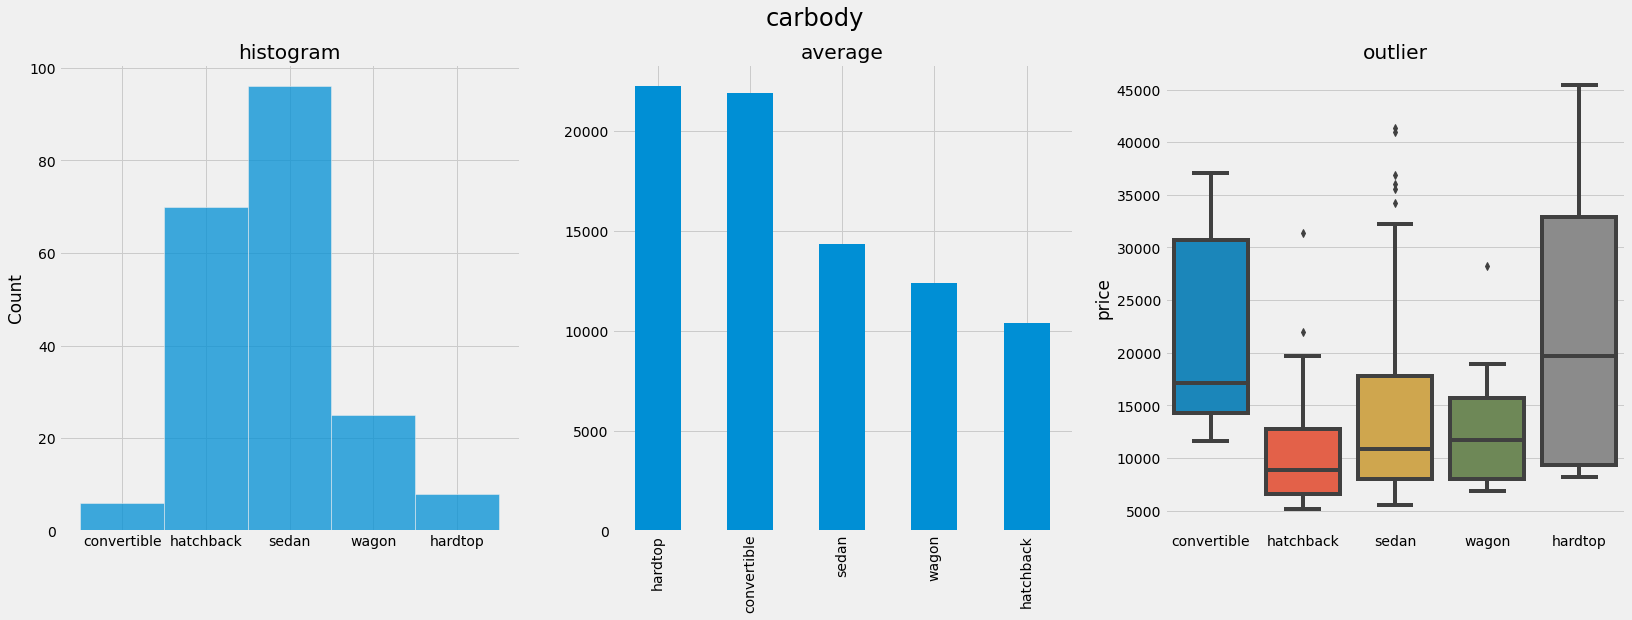 carbody
histogram
100
80
60
40
20
0
Count
convertible hatchback sedan wagon hardtop
average
20000
15000
10000
5000
0
hardtop
convertible
sedan
wagon
hatchback
outlier
45000
40000
35000
30000
25000
20000
15000
10000
5000
price
convertible hatchback sedan wagon hardtop